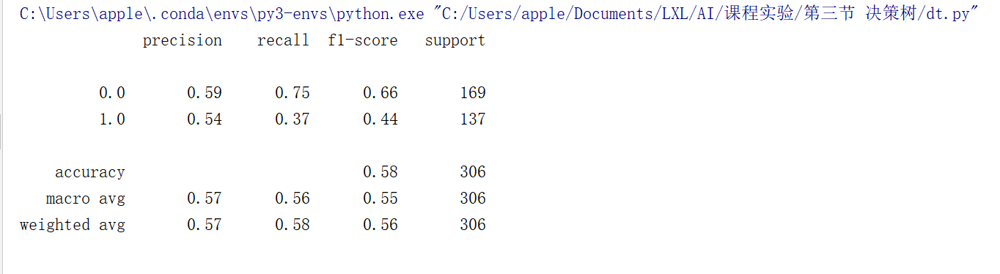 C:\Users\apple\.conda\envs\py3-envs\python.exe "C:/Users/apple/Documents/LXL/AI/课程实验/第三节 决策树/dt.py"
precision recall f1-score support
0.0 0.59 0.75 0.66 169
1.0 0.54 0.37 0.44 137
accuracy 0.58 306
macro avg 0.57 0.56 0.55 306
weighted avg 0.57 0.58 0.56 306